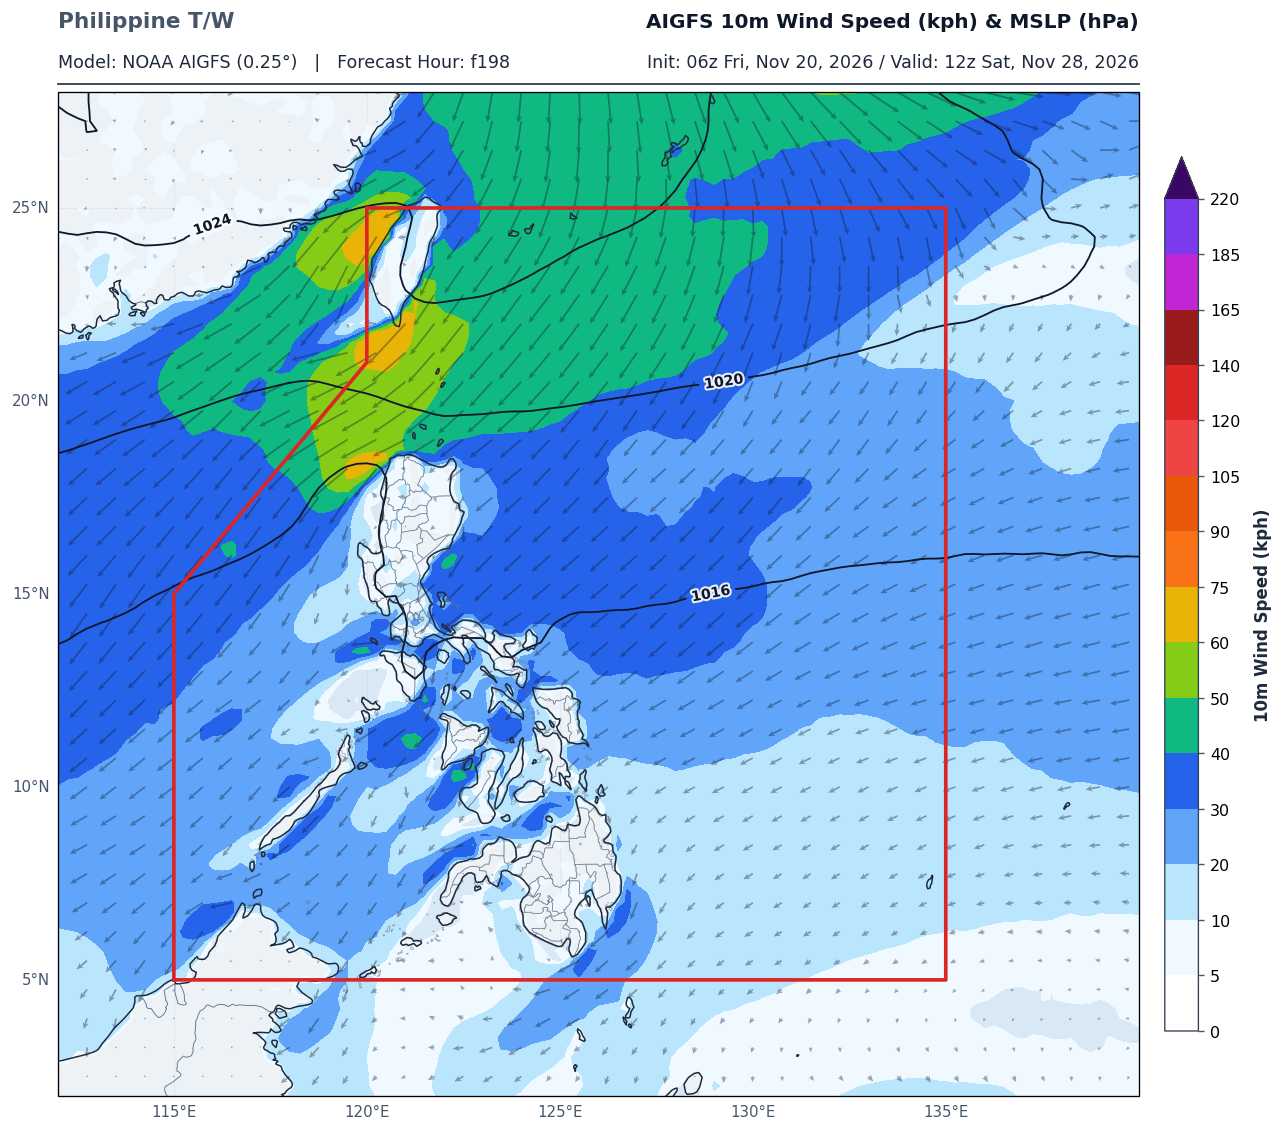 Philippine T/W
AIGFS 10m Wind Speed (kph) & MSLP (hPa)
Model: NOAA AIGFS (0.25°)   |   Forecast Hour: f198
Init: 06z Fri, Nov 20, 2026 / Valid: 12z Sat, Nov 28, 2026
25°N
20°N
15°N
10°N
5°N
115°E
120°E
125°E
130°E
135°E
1024
1020
1016
220
185
165
140
120
105
90
75
60
50
40
30
20
10
5
0
10m Wind Speed (kph)